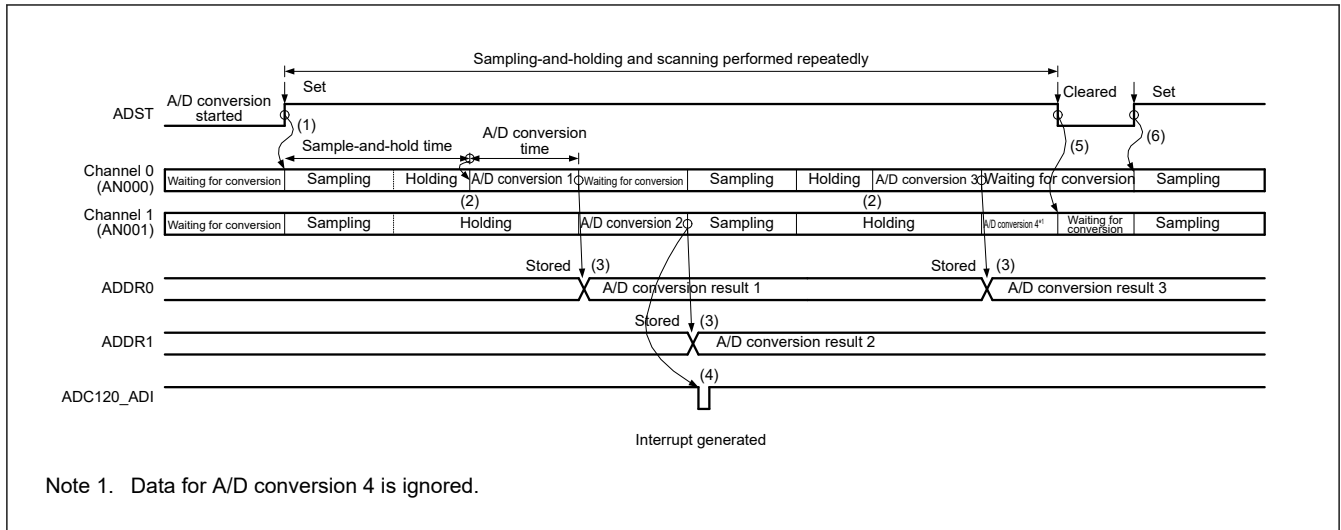 Sampling-and-holding and scanning performed repeatedly
ADST
A/D conversion
started
Set
Cleared
Set
(1)
(5)
(6)
Sample-and-hold time
A/D conversion
time
Channel 0
(AN000)
Waiting for conversion
Sampling
Holding
A/D conversion 1
Waiting for conversion
Sampling
Holding
A/D conversion 3
Waiting for conversion
Sampling
(2)
(2)
Channel 1
(AN001)
Waiting for conversion
Sampling
Holding
A/D conversion 2
Sampling
Holding
A/D conversion 4*1
Waiting for
conversion
Sampling
ADDR0
Stored
(3)
A/D conversion result 1
Stored
(3)
A/D conversion result 3
ADDR1
Stored
(3)
A/D conversion result 2
ADC120_ADI
(4)
Interrupt generated
Note 1. Data for A/D conversion 4 is ignored.